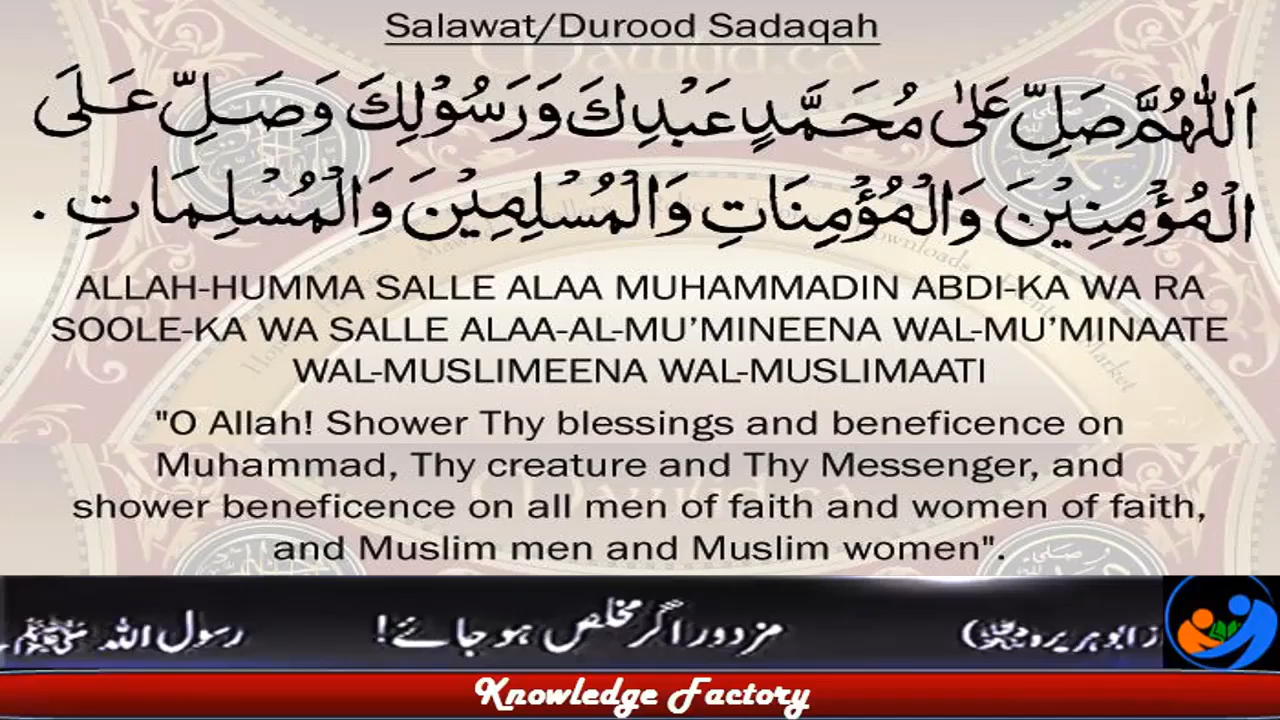 Salawat/Durood Sadaqah
اَللّٰهُمَّ صَلِّ عَلٰى مُحَمَّدٍ عَبْدِكَ وَرَسُوْلِكَ وَصَلِّ عَلَى
الْمُؤْمِنِيْنَ وَالْمُؤْمِنَاتِ وَالْمُسْلِمِيْنَ وَالْمُسْلِمَاتِ .
ALLAH-HUMMA SALLE ALAA MUHAMMADIN ABDI-KA WA RA
SOOLE-KA WA SALLE ALAA-AL-MU’MINEENA WAL-MU’MINAATE
WAL-MUSLIMEENA WAL-MUSLIMAATI
"O Allah! Shower Thy blessings and beneficence on
Muhammad, Thy creature and Thy Messenger, and
shower beneficence on all men of faith and women of faith,
and Muslim men and Muslim women".
ابو ہریرہؓ) مزدور اگر مخلص ہو جائے! رسول اللہ ﷺ
Knowledge Factory